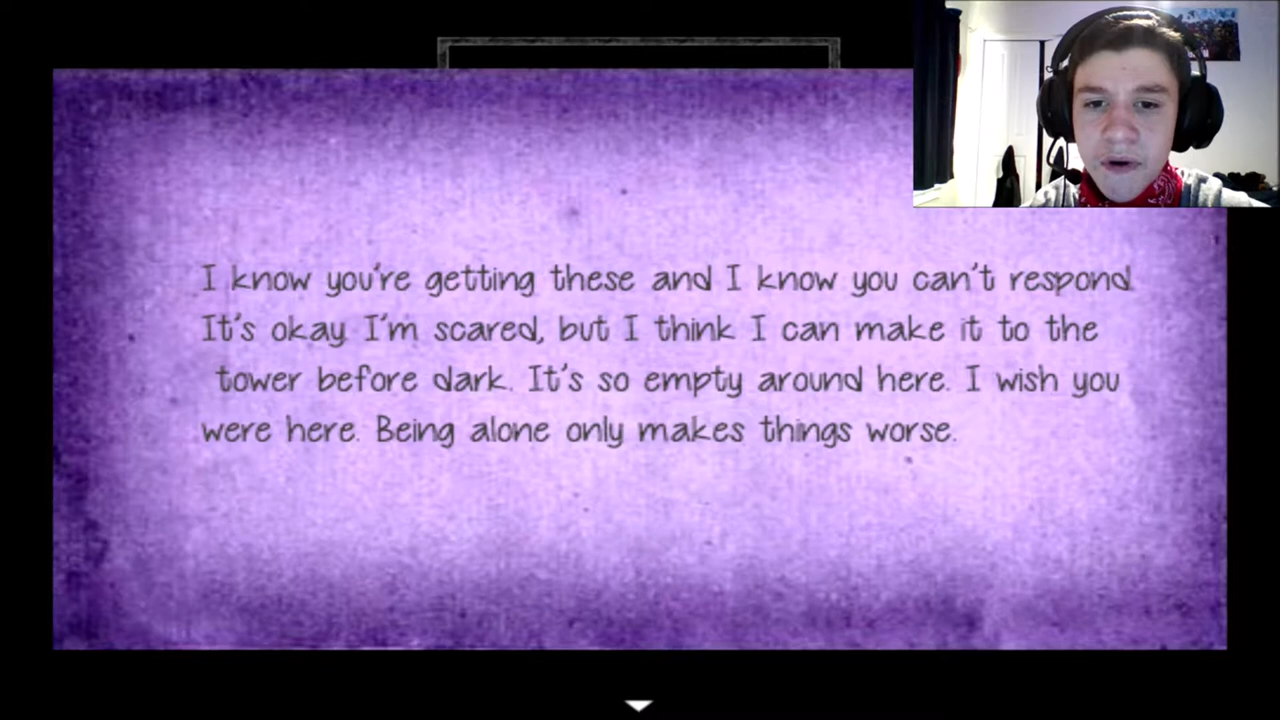 I know you're getting these and I know you can't respond.
It's okay. I'm scared, but I think I can make it to the
tower before dark. It's so empty around here. I wish you
were here. Being alone only makes things worse.